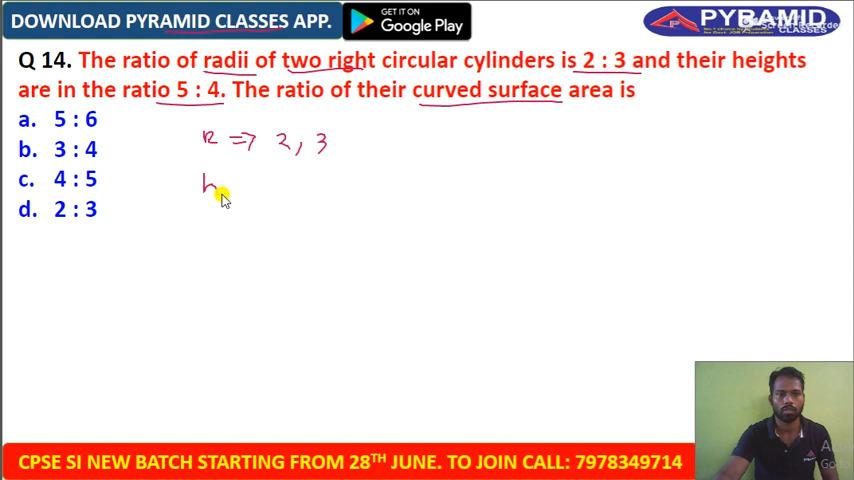 DOWNLOAD PYRAMID CLASSES APP.
GET IT ON
Google Play
PYRAMID
CLASSES
Q 14. The ratio of radii of two right circular cylinders is 2 : 3 and their heights
are in the ratio 5 : 4. The ratio of their curved surface area is
a. 5 : 6
b. 3 : 4
c. 4 : 5
d. 2 : 3
r ⇒ 2, 3
h
CPSE SI NEW BATCH STARTING FROM 28TH JUNE. TO JOIN CALL: 7978349714